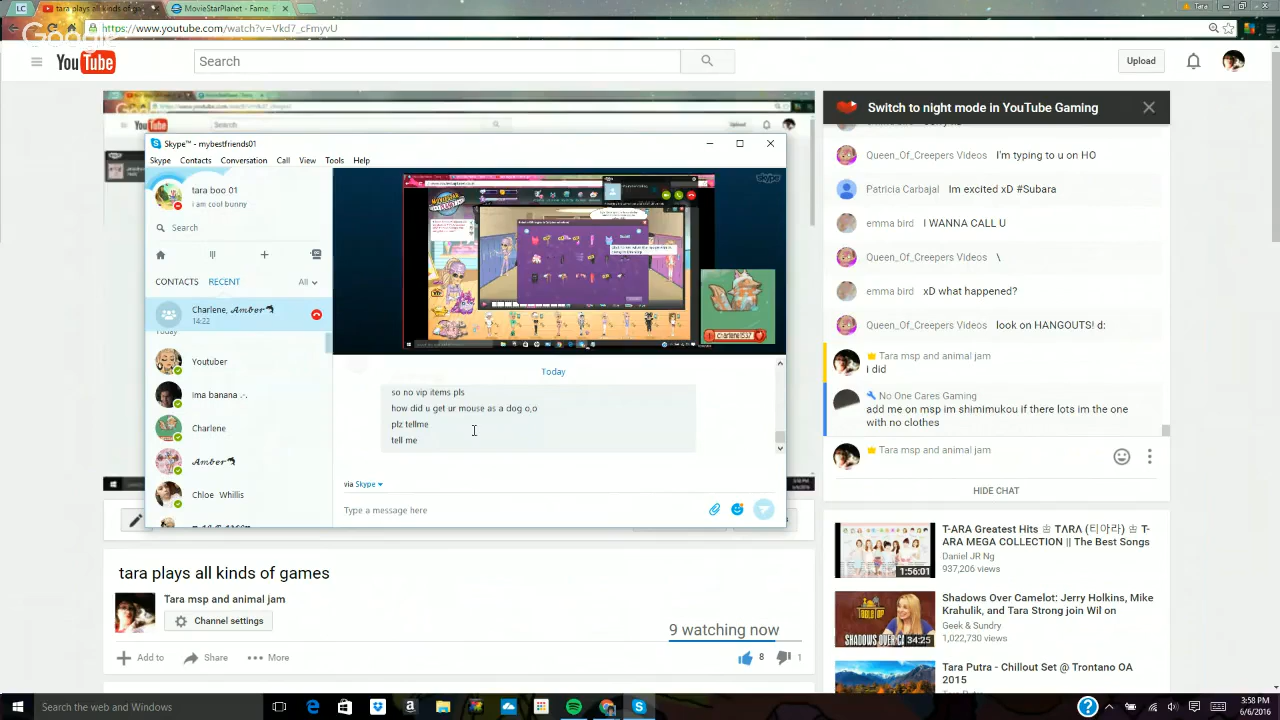 tara plays all kinds of ga
MovieStarPlanet - Fame, F
Tara
https://www.youtube.com/watch?v=Vkd7_cFmyvU
YouTube
Search
Upload
Skype™ - mybestfriends01
Skype Contacts Conversation Call View Tools Help
tara boo 01
i am cool bunny
Search
CONTACTS RECENT All
Charlene, Amber
14:22
Today
Youtuber
Ima banana .·.
Charlene
Amber
Chloe Whillis
Today
so no vip items pls
how did u get ur mouse as a dog o,o
plz tellme
tell me
via Skype
Type a message here
Switch to night mode in YouTube Gaming
Queen_Of_Creepers Videos I'm typing to u on HO
Patricia Carbajal Im excited xD #Subara
emma bird I WANNA CALL U
Queen_Of_Creepers Videos \
emma bird xD what happened?
Queen_Of_Creepers Videos look on HANGOUTS! d:
Tara msp and animal jam
i did
No One Cares Gaming
add me on msp im shimimukou if there lots im the one
with no clothes
Tara msp and animal jam
HIDE CHAT
tara plays all kinds of games
Tara msp and animal jam
Channel settings
9 watching now
Add to Share More
8 1
T-ARA Greatest Hits ♕ TΛRΛ (티아라) ♕ T-
ARA MEGA COLLECTION || The Best Songs
Daniel JR Ng
937,206 views
1:56:01
Shadows Over Camelot: Jerry Holkins, Mike
Krahulik, and Tara Strong join Wil on
Geek & Sundry
1,022,730 views
SHADOWS OVER CAMELOT
34:25
Tara Putra - Chillout Set @ Trontano OA
2015
Search the web and Windows
3:58 PM
6/6/2016